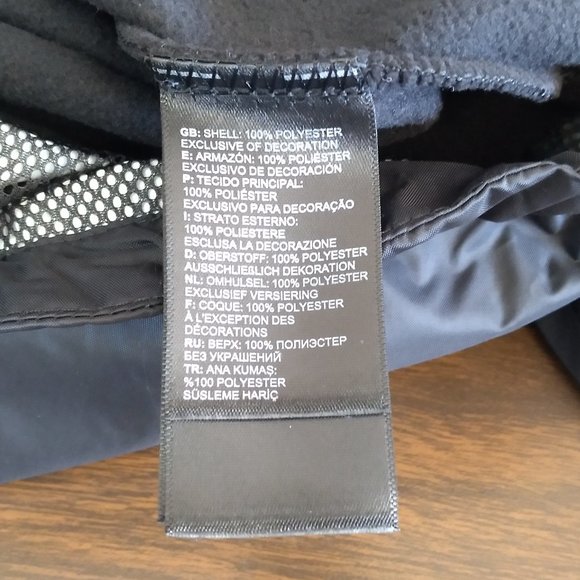 GB: SHELL: 100% POLYESTER
EXCLUSIVE OF DECORATION
E: ARMAZÓN: 100% POLIÉSTER
EXCLUSIVO DE DECORACIÓN
P: TECIDO PRINCIPAL:
100% POLIÉSTER
EXCLUSIVO PARA DECORAÇÃO
I: STRATO ESTERNO:
100% POLIESTERE
ESCLUSA LA DECORAZIONE
D: OBERSTOFF: 100% POLYESTER
AUSSCHLIESLICH DEKORATION
NL: OMHULSEL: 100% POLYESTER
EXCLUSIEF VERSIERING
F: COQUE: 100% POLYESTER
À L'EXCEPTION DES
DÉCORATIONS
RU: ВЕРХ: 100% ПОЛИЭСТЕР
БЕЗ УКРАШЕНИЙ
TR: ANA KUMAŞ:
%100 POLYESTER
SÜSLEME HARİÇ